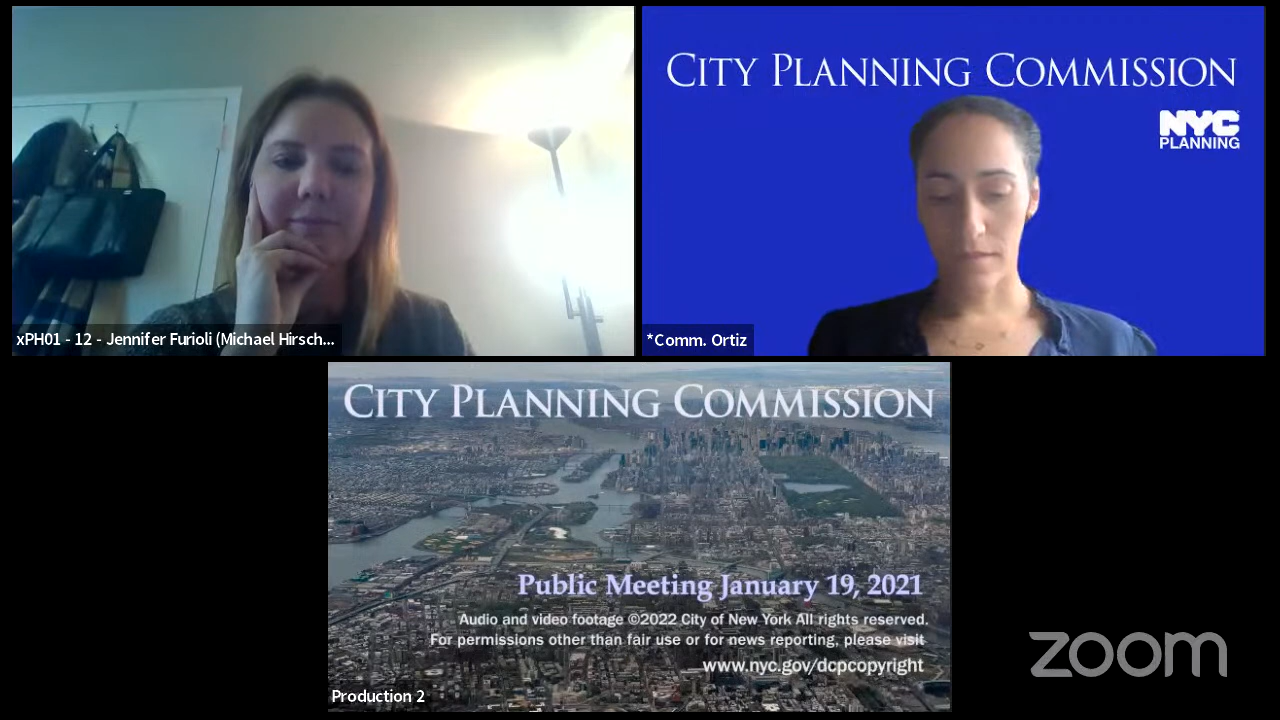 xPH01 - 12 - Jennifer Furioli (Michael Hirsch...
CITY PLANNING COMMISSION
NYC
PLANNING
*Comm. Ortiz
CITY PLANNING COMMISSION
Public Meeting January 19, 2021
Audio and video footage ©2022 City of New York All rights reserved.
For permissions other than fair use or for news reporting, please visit
www.nyc.gov/dcpcopyright
Production 2
zoom